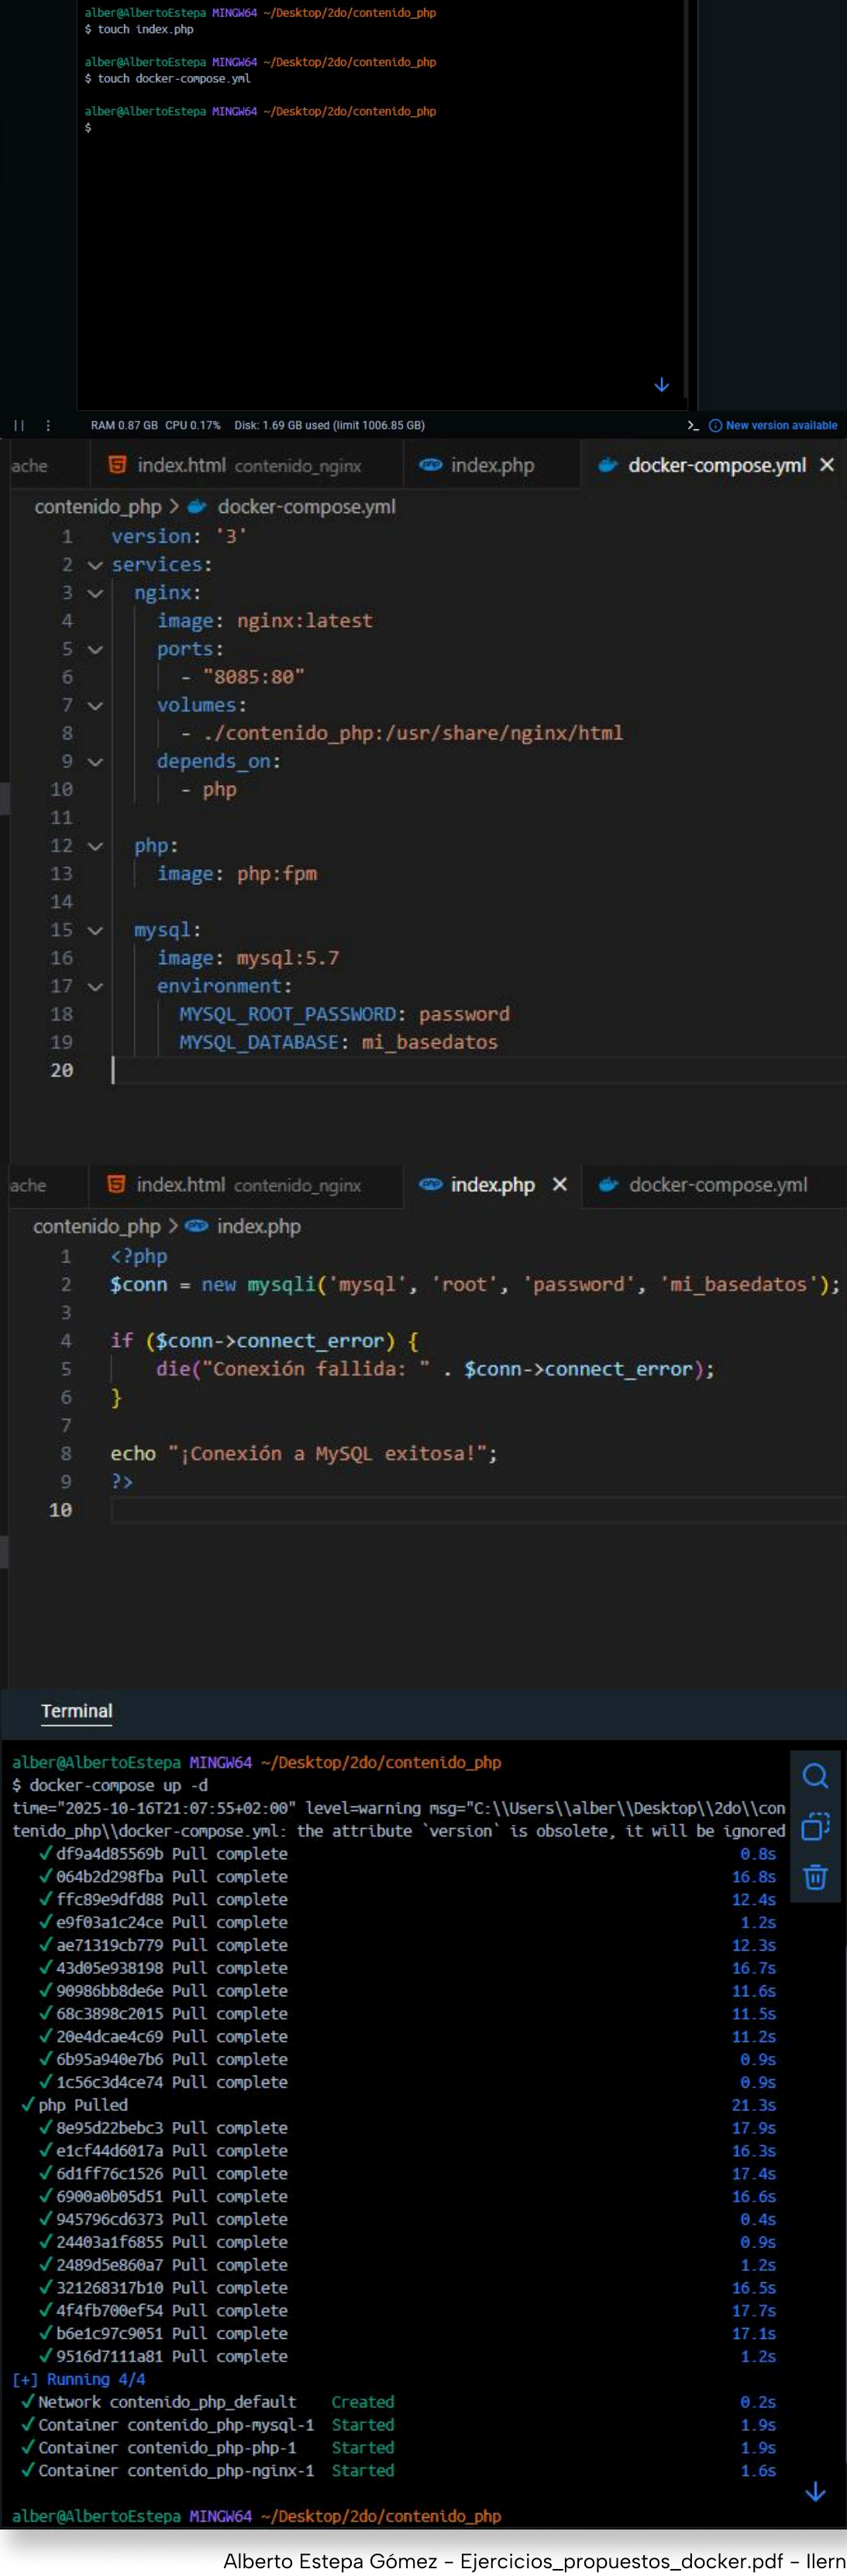 alber@AlbertoEstepa MINGW64 ~/Desktop/2do/contenido_php
$ touch index.php
alber@AlbertoEstepa MINGW64 ~/Desktop/2do/contenido_php
$ touch docker-compose.yml
alber@AlbertoEstepa MINGW64 ~/Desktop/2do/contenido_php
$
RAM 0.87 GB CPU 0.17% Disk: 1.69 GB used (limit 1006.85 GB) >_ New version available
ache index.html contenido_nginx index.php docker-compose.yml ×
contenido_php > docker-compose.yml
1 version: '3'
2 services:
3 nginx:
4 image: nginx:latest
5 ports:
6 - "8085:80"
7 volumes:
8 - ./contenido_php:/usr/share/nginx/html
9 depends_on:
10 - php
11
12 php:
13 image: php:fpm
14
15 mysql:
16 image: mysql:5.7
17 environment:
18 MYSQL_ROOT_PASSWORD: password
19 MYSQL_DATABASE: mi_basedatos
20
ache index.html contenido_nginx index.php × docker-compose.yml
contenido_php > index.php
1 <?php
2 $conn = new mysqli('mysql', 'root', 'password', 'mi_basedatos');
3
4 if ($conn->connect_error) {
5 die("Conexión fallida: " . $conn->connect_error);
6 }
7
8 echo "¡Conexión a MySQL exitosa!";
9 ?>
10
Terminal
alber@AlbertoEstepa MINGW64 ~/Desktop/2do/contenido_php
$ docker-compose up -d
time="2025-10-16T21:07:55+02:00" level=warning msg="C:\\Users\\alber\\Desktop\\2do\\con
tenido_php\\docker-compose.yml: the attribute `version` is obsolete, it will be ignored
✓ df9a4d85569b Pull complete 0.8s
✓ 064b2d298fba Pull complete 16.8s
✓ ffc89e9dfd88 Pull complete 12.4s
✓ e9f03a1c24ce Pull complete 1.2s
✓ ae71319cb779 Pull complete 12.3s
✓ 43d05e938198 Pull complete 16.7s
✓ 90986bb8de6e Pull complete 11.6s
✓ 68c3898c2015 Pull complete 11.5s
✓ 20e4dcae4c69 Pull complete 11.2s
✓ 6b95a940e7b6 Pull complete 0.9s
✓ 1c56c3d4ce74 Pull complete 0.9s
✓ php Pulled 21.3s
✓ 8e95d22bebc3 Pull complete 17.9s
✓ e1cf44d6017a Pull complete 16.3s
✓ 6d1ff76c1526 Pull complete 17.4s
✓ 6900a0b05d51 Pull complete 16.6s
✓ 945796cd6373 Pull complete 0.4s
✓ 24403a1f6855 Pull complete 0.9s
✓ 2489d5e860a7 Pull complete 1.2s
✓ 321268317b10 Pull complete 16.5s
✓ 4f4fb700ef54 Pull complete 17.7s
✓ b6e1c97c9051 Pull complete 17.1s
✓ 9516d7111a81 Pull complete 1.2s
[+] Running 4/4
✓ Network contenido_php_default Created 0.2s
✓ Container contenido_php-mysql-1 Started 1.9s
✓ Container contenido_php-php-1 Started 1.9s
✓ Container contenido_php-nginx-1 Started 1.6s
alber@AlbertoEstepa MINGW64 ~/Desktop/2do/contenido_php
Alberto Estepa Gómez – Ejercicios_propuestos_docker.pdf – Ilern